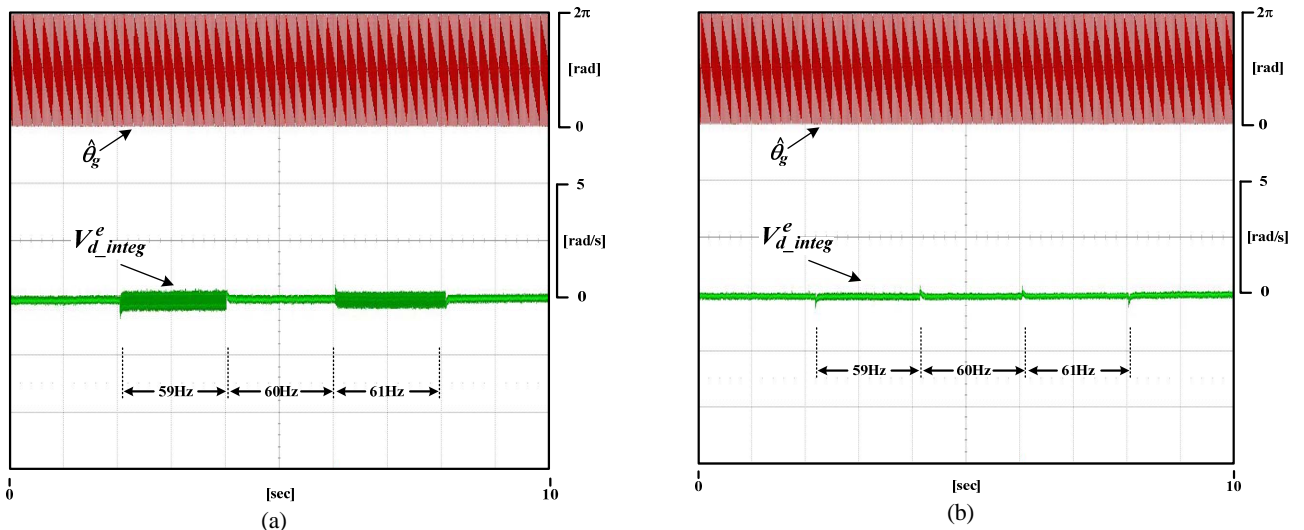 2π
[rad]
0
θ̂g
5
V^e_d_integ
[rad/s]
0
59Hz
60Hz
61Hz
0
[sec]
10
(a)
2π
[rad]
0
θ̂g
5
V^e_d_integ
[rad/s]
0
59Hz
60Hz
61Hz
0
[sec]
10
(b)